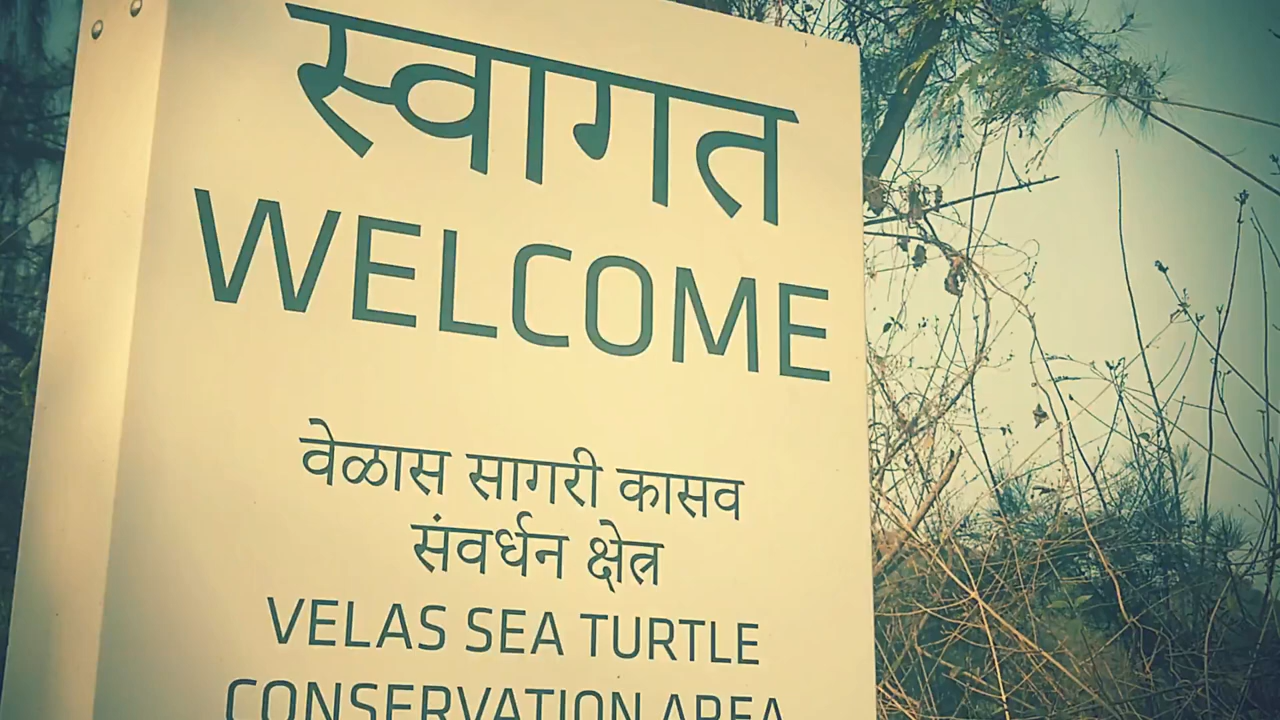 स्वागत
WELCOME
वेळास सागरी कासव
संवर्धन क्षेत्र
VELAS SEA TURTLE
CONSERVATION AREA